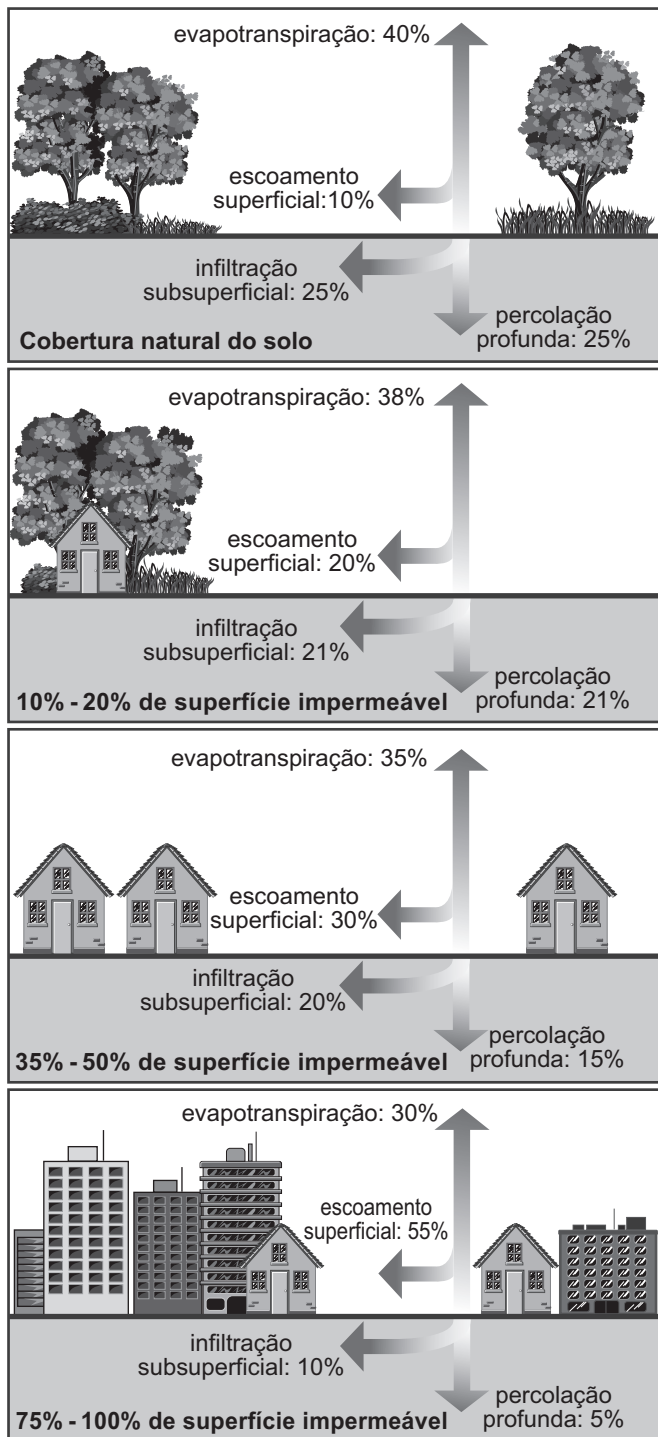 evapotranspiração: 40%
escoamento
superficial:10%
infiltração
subsuperficial: 25%
percolação
profunda: 25%
Cobertura natural do solo
evapotranspiração: 38%
escoamento
superficial: 20%
infiltração
subsuperficial: 21%
percolação
profunda: 21%
10% - 20% de superfície impermeável
evapotranspiração: 35%
escoamento
superficial: 30%
infiltração
subsuperficial: 20%
percolação
profunda: 15%
35% - 50% de superfície impermeável
evapotranspiração: 30%
escoamento
superficial: 55%
infiltração
subsuperficial: 10%
percolação
profunda: 5%
75% - 100% de superfície impermeável